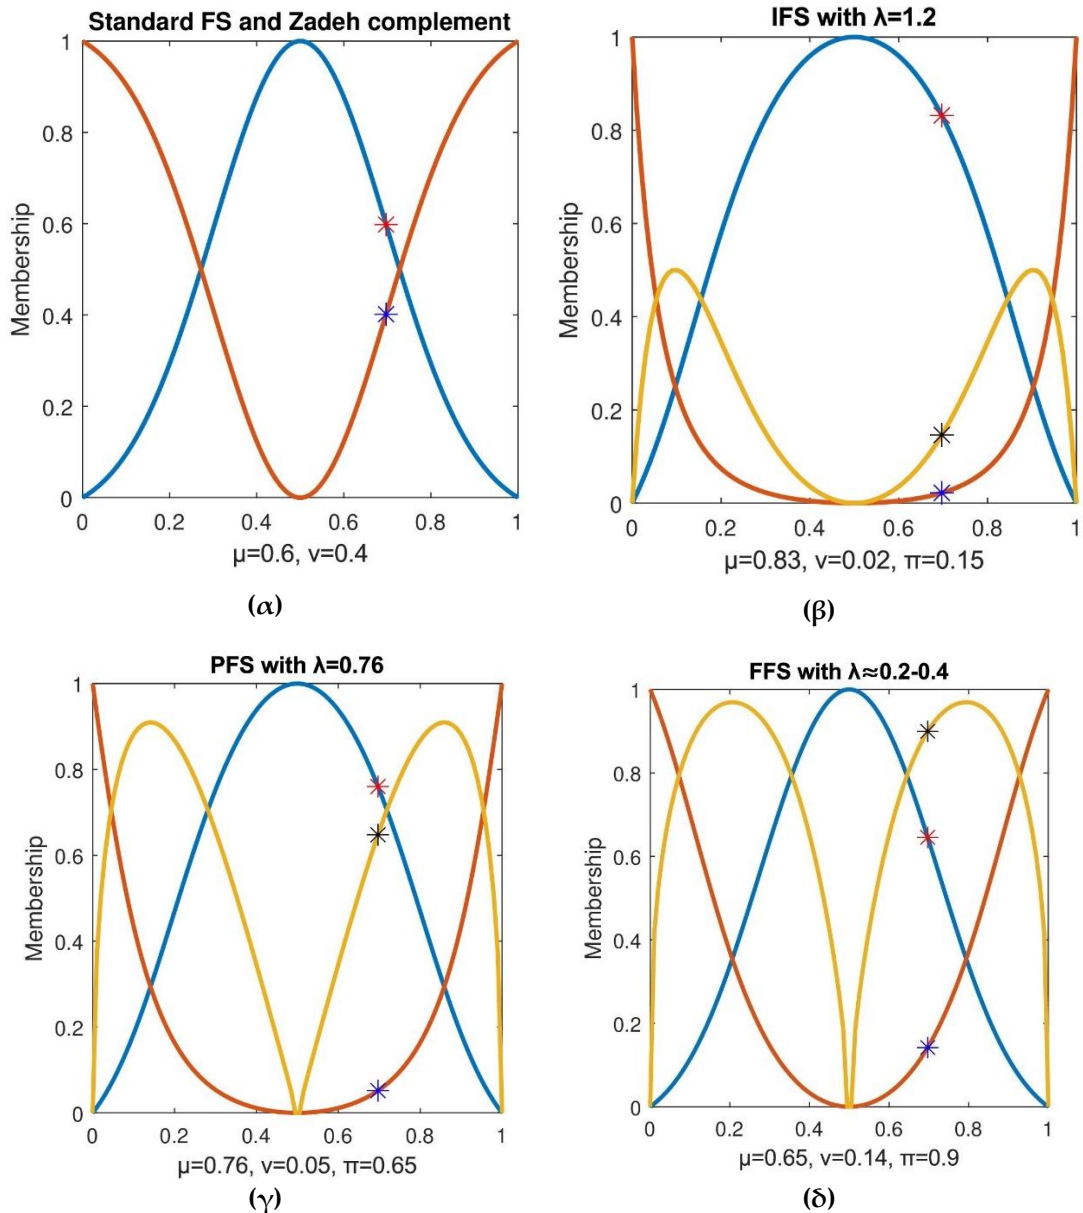 Standard FS and Zadeh complement
1
0.8
0.6
0.4
0.2
0
Membership
0 0.2 0.4 0.6 0.8 1
μ=0.6, ν=0.4
(α)
IFS with λ=1.2
1
0.8
0.6
0.4
0.2
0
Membership
0 0.2 0.4 0.6 0.8 1
μ=0.83, ν=0.02, π=0.15
(β)
PFS with λ=0.76
1
0.8
0.6
0.4
0.2
0
Membership
0 0.2 0.4 0.6 0.8 1
μ=0.76, ν=0.05, π=0.65
(γ)
FFS with λ≈0.2-0.4
1
0.8
0.6
0.4
0.2
0
Membership
0 0.2 0.4 0.6 0.8 1
μ=0.65, ν=0.14, π=0.9
(δ)